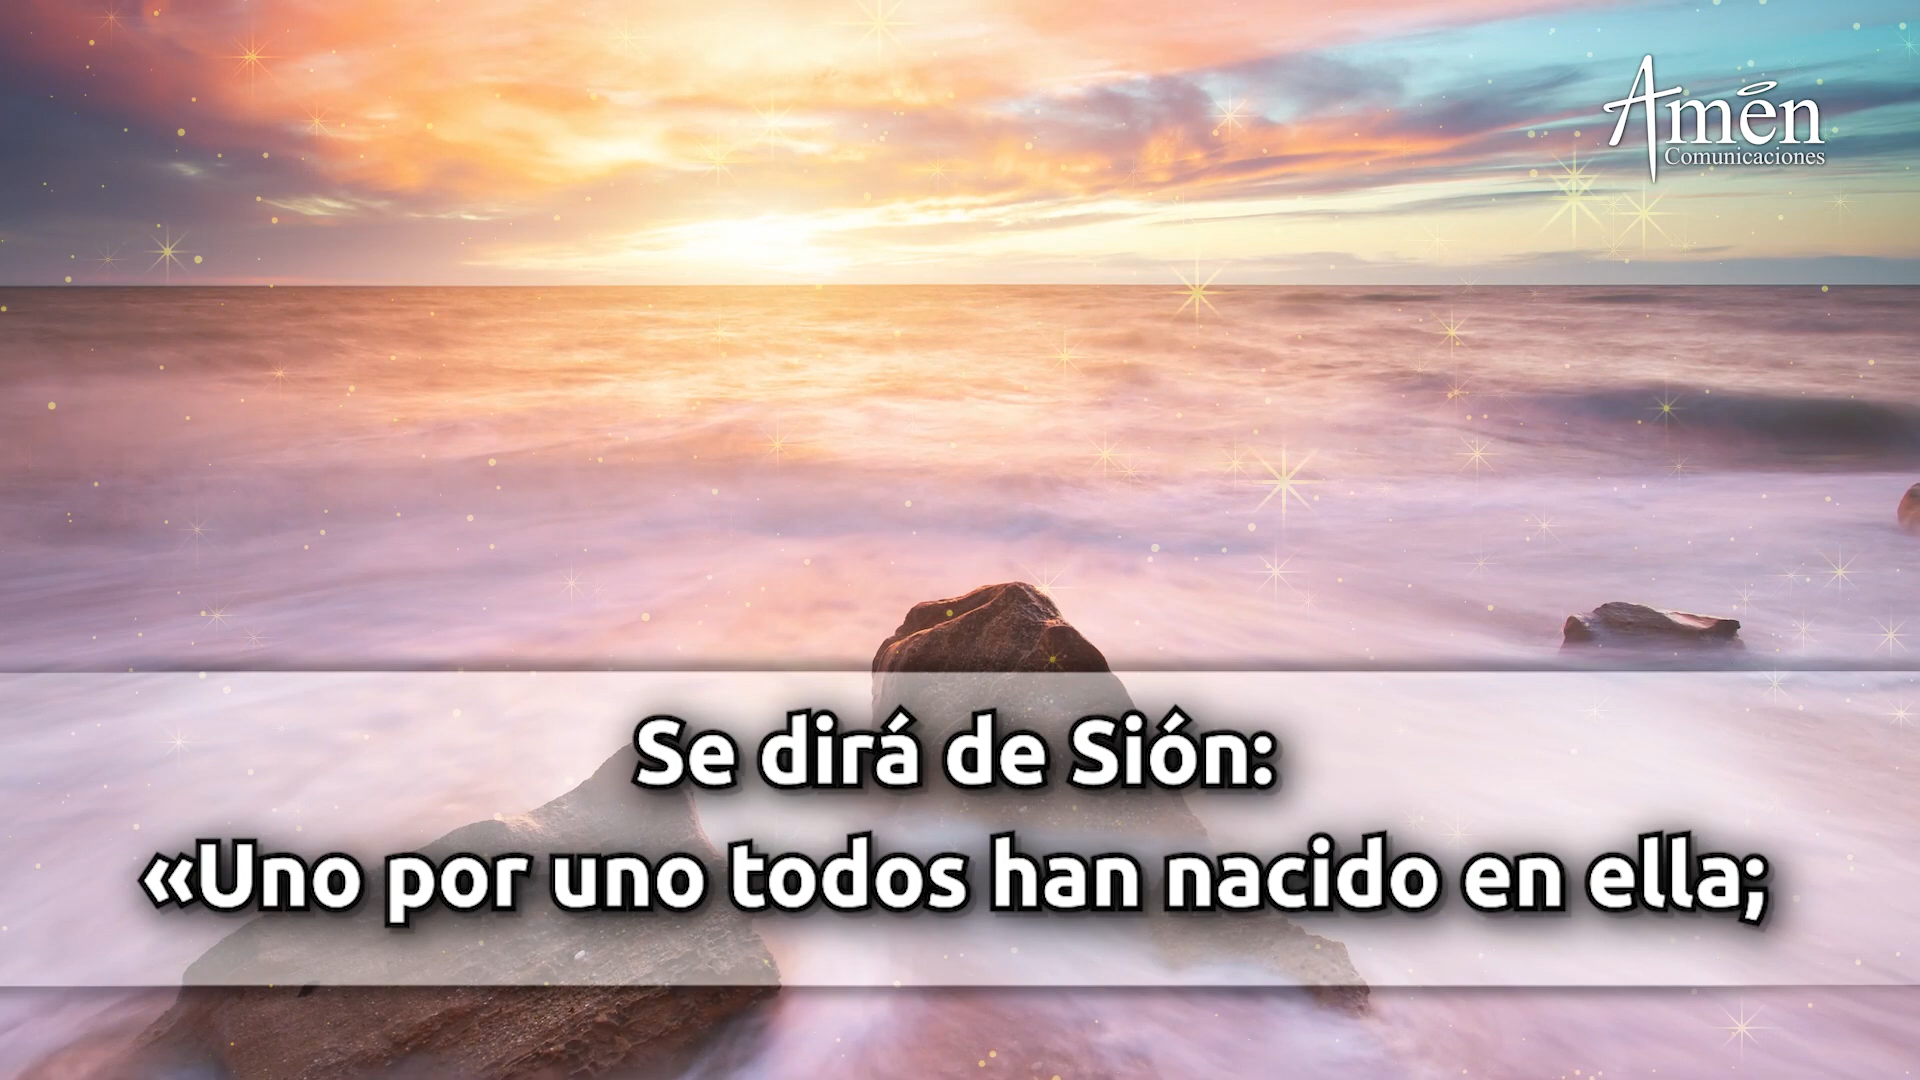 Amén
Comunicaciones
Se dirá de Sión:
«Uno por uno todos han nacido en ella;